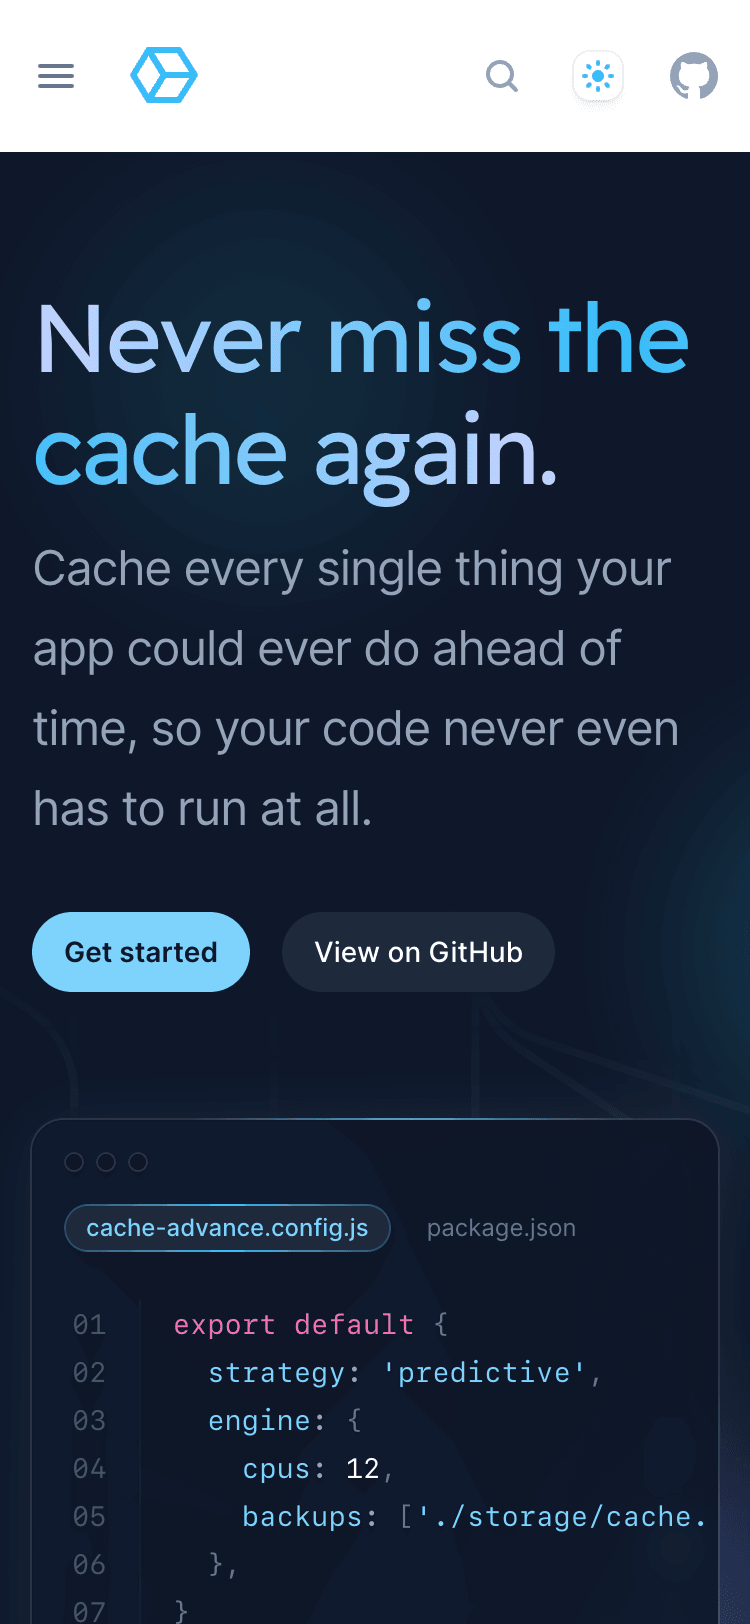 Never miss the
cache again.
Cache every single thing your
app could ever do ahead of
time, so your code never even
has to run at all.
Get started
View on GitHub
cache-advance.config.js
package.json
01 export default {
02 strategy: 'predictive',
03 engine: {
04 cpus: 12,
05 backups: ['./storage/cache.
06 },
07 }